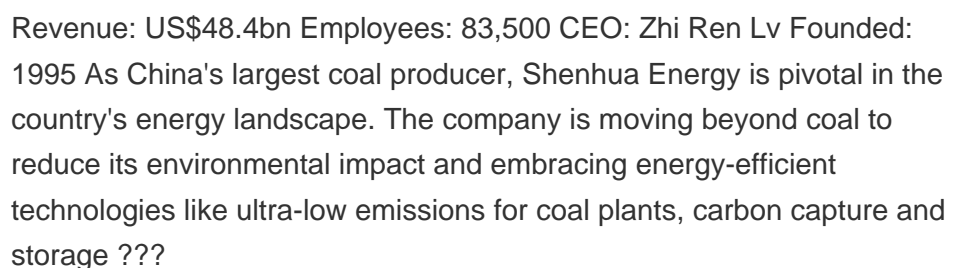 Revenue: US$48.4bn Employees: 83,500 CEO: Zhi Ren Lv Founded:
1995 As China's largest coal producer, Shenhua Energy is pivotal in the
country's energy landscape. The company is moving beyond coal to
reduce its environmental impact and embracing energy-efficient
technologies like ultra-low emissions for coal plants, carbon capture and
storage ???